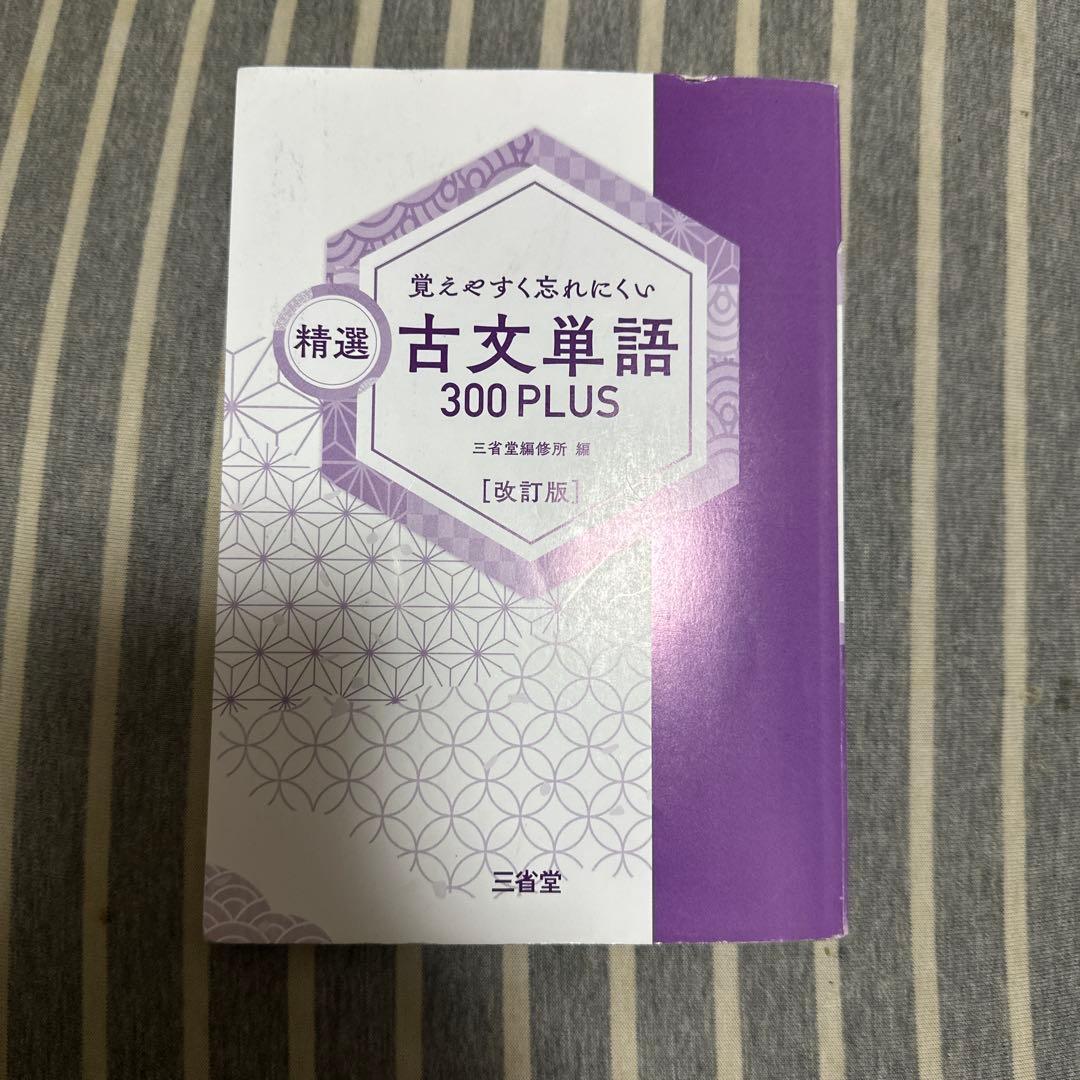 覚えやすく忘れにくい
精選
古文単語
300 PLUS
三省堂編修所 編
[改訂版]
三省堂